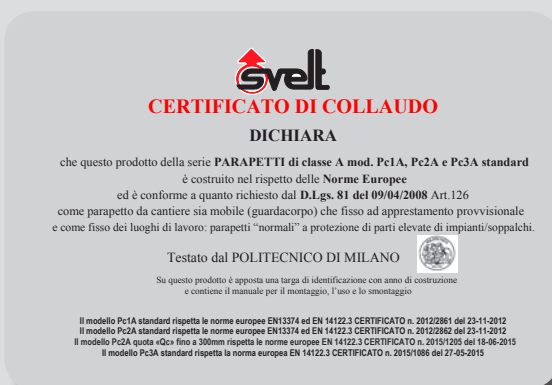 svelt
CERTIFICATO DI COLLAUDO
DICHIARA
che questo prodotto della serie PARAPETTI di classe A mod. Pc1A, Pc2A e Pc3A standard
è costruito nel rispetto delle Norme Europee
ed è conforme a quanto richiesto dal D.Lgs. 81 del 09/04/2008 Art.126
come parapetto da cantiere sia mobile (guardacorpo) che fisso ad apprestamento provvisionale
e come fisso dei luoghi di lavoro: parapetti “normali” a protezione di parti elevate di impianti/soppalchi.
Testato dal POLITECNICO DI MILANO
Su questo prodotto è apposta una targa di identificazione con anno di costruzione
e contiene il manuale per il montaggio, l'uso e lo smontaggio
Il modello Pc1A standard rispetta le norme europee EN13374 ed EN 14122.3 CERTIFICATO n. 2012/2861 del 23-11-2012
Il modello Pc2A standard rispetta le norme europee EN13374 ed EN 14122.3 CERTIFICATO n. 2012/2862 del 23-11-2012
Il modello Pc2A quota «Qc» fino a 300mm rispetta le norme europee EN 14122.3 CERTIFICATO n. 2015/1205 del 18-06-2015
Il modello Pc3A standard rispetta la norma europea EN 14122.3 CERTIFICATO n. 2015/1086 del 27-05-2015